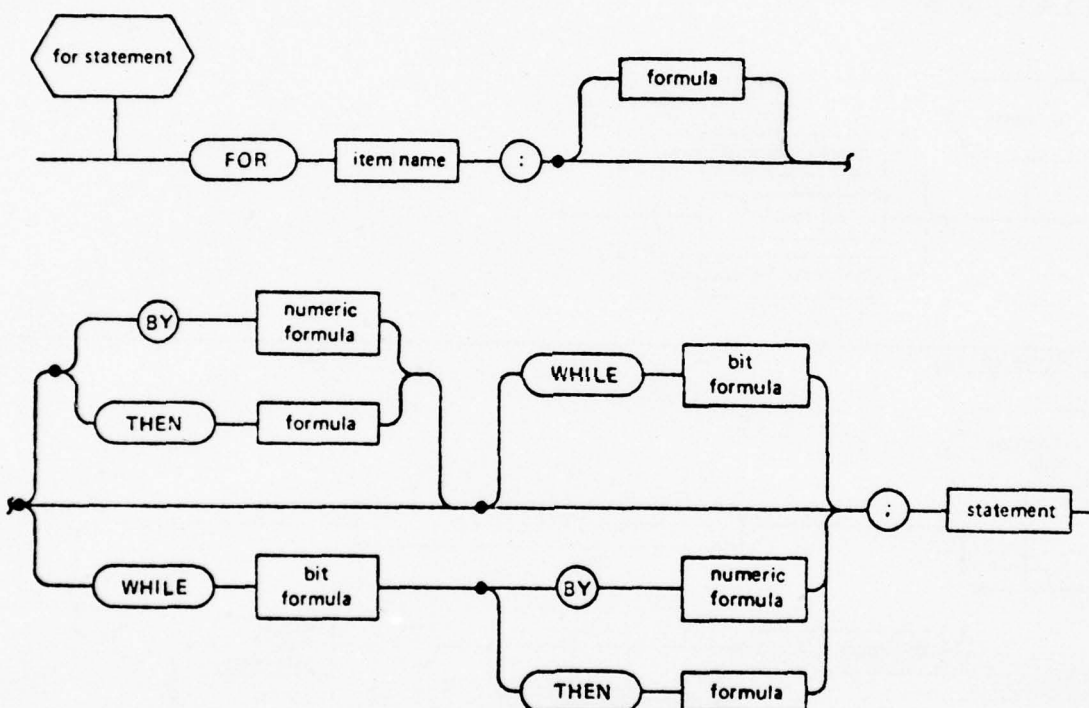 for statement
formula
FOR
item name
:
BY
numeric
formula
THEN
formula
WHILE
bit
formula
;
statement
WHILE
bit
formula
BY
numeric
formula
THEN
formula